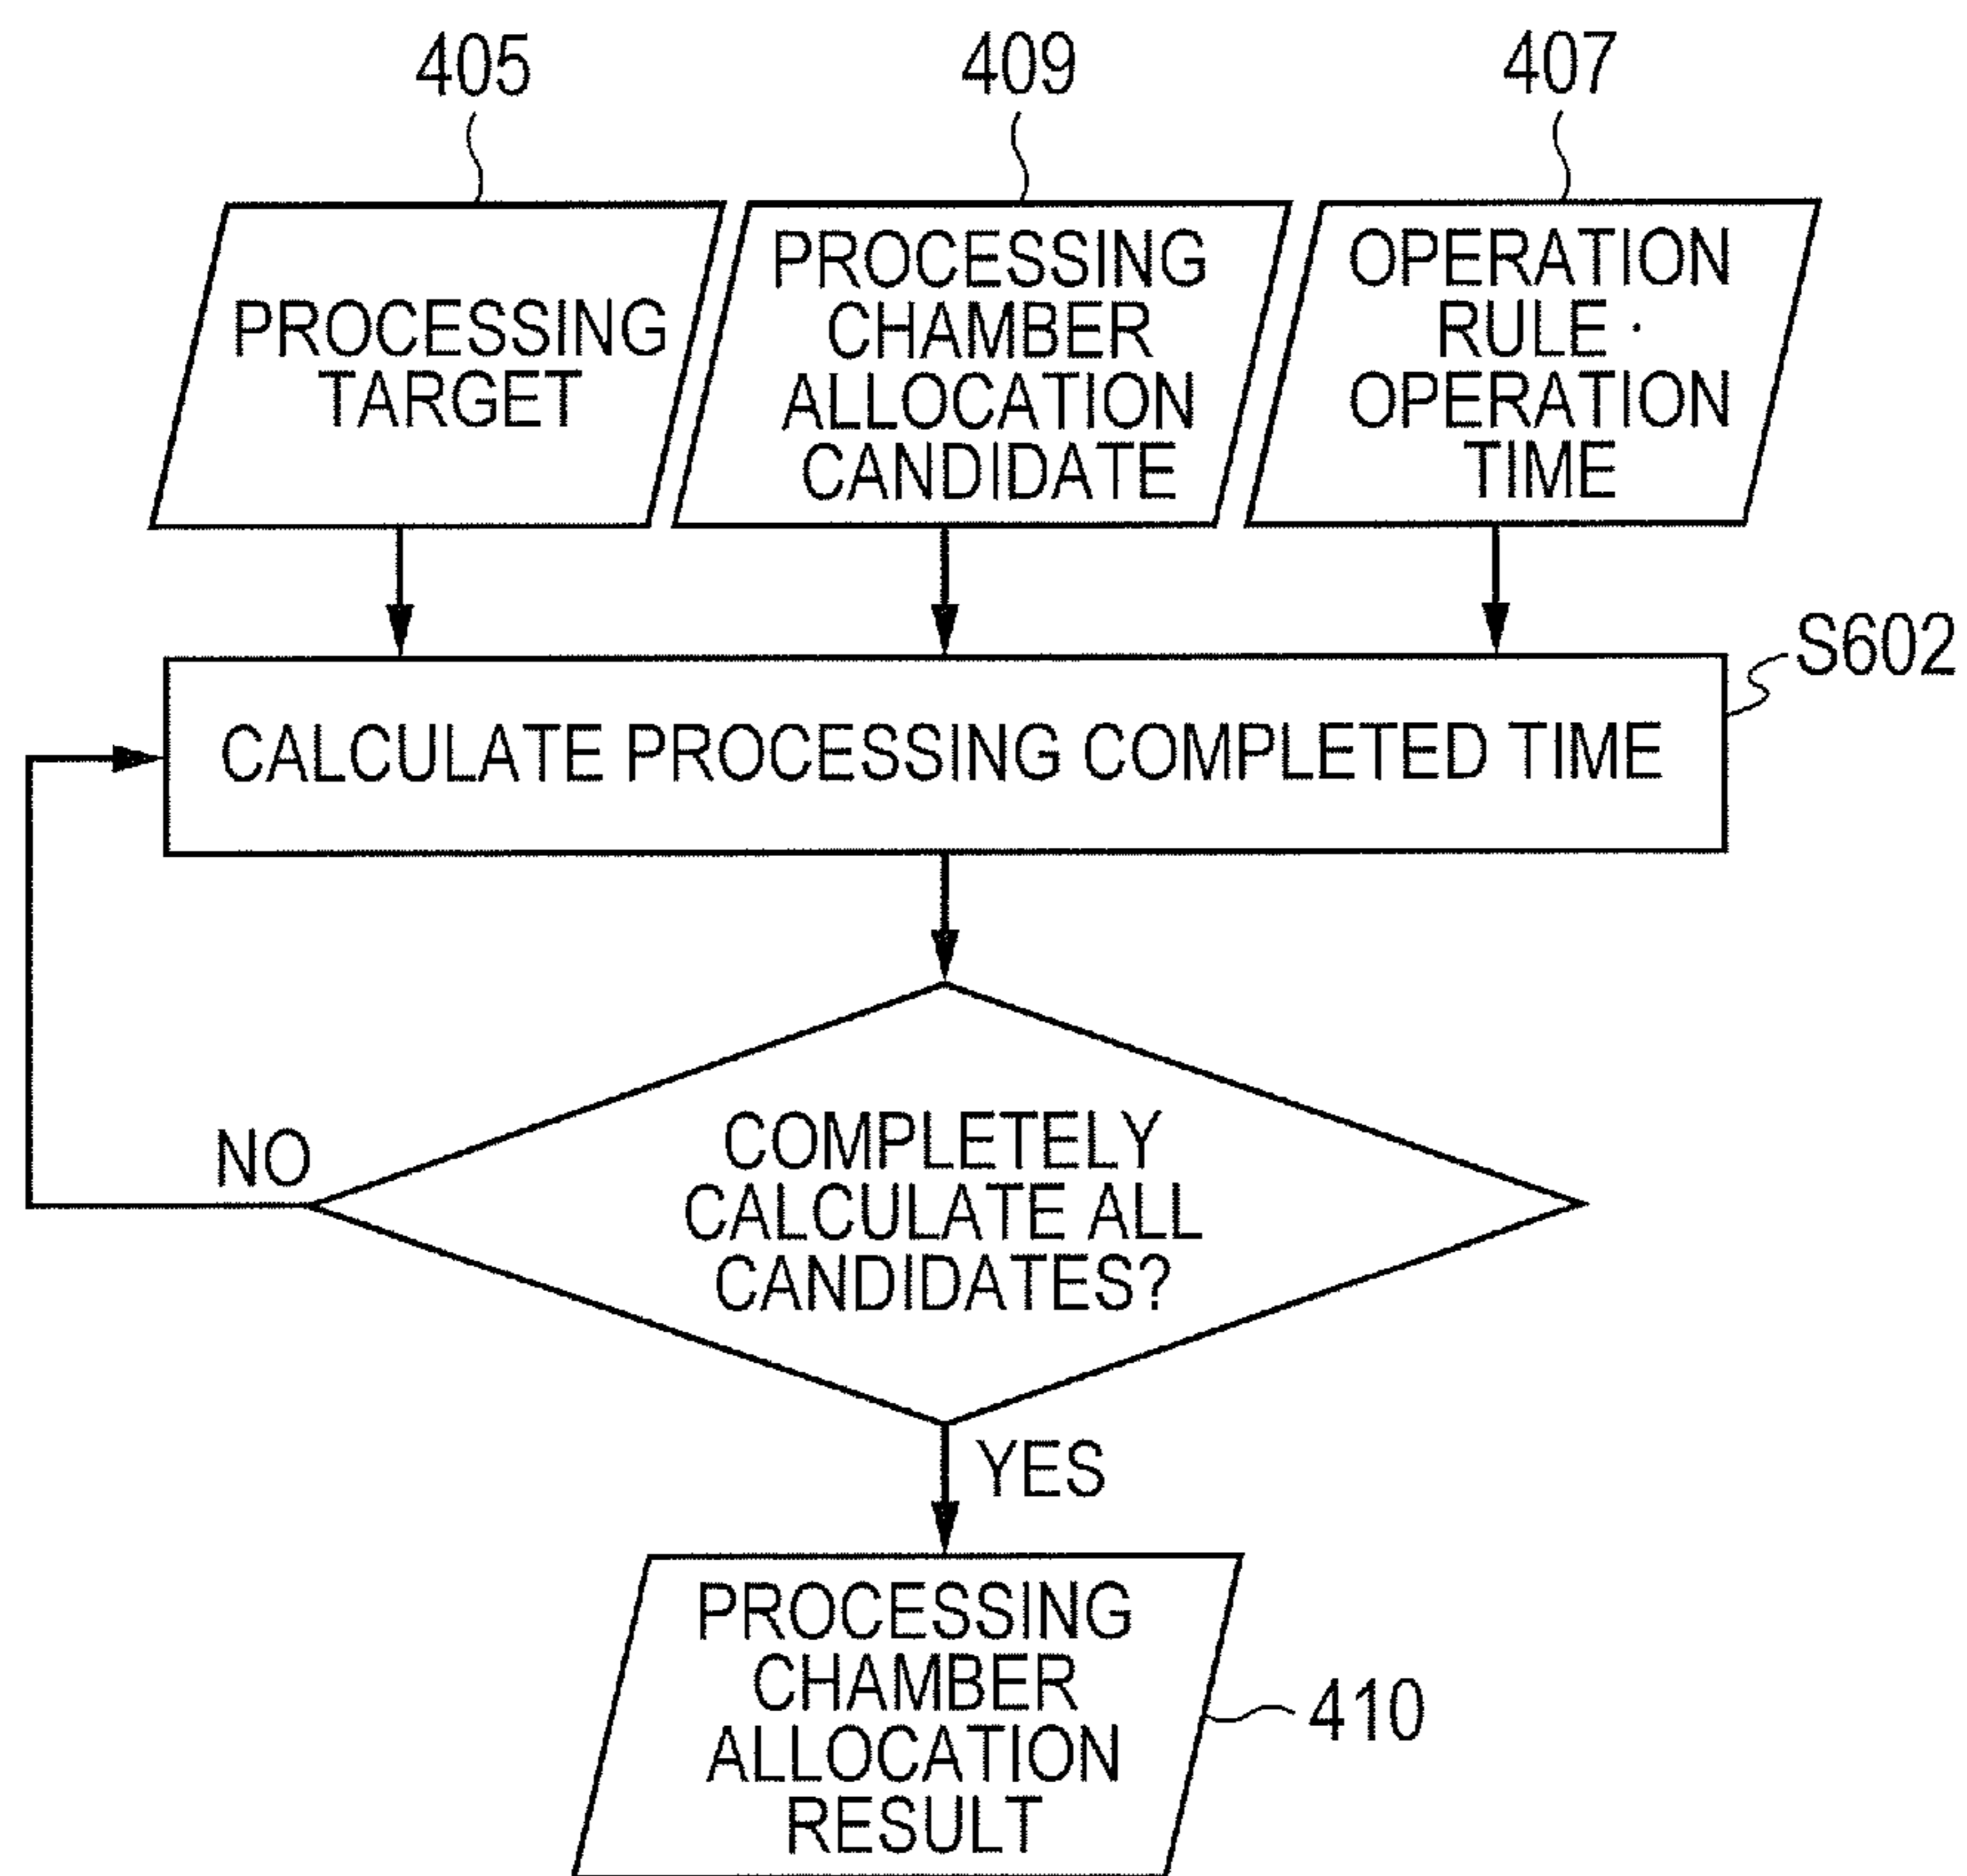 405
409
407
PROCESSING
TARGET
PROCESSING
CHAMBER
ALLOCATION
CANDIDATE
OPERATION
RULE ·
OPERATION
TIME
S602
CALCULATE PROCESSING COMPLETED TIME
COMPLETELY
CALCULATE ALL
CANDIDATES?
NO
YES
PROCESSING
CHAMBER
ALLOCATION
RESULT
410